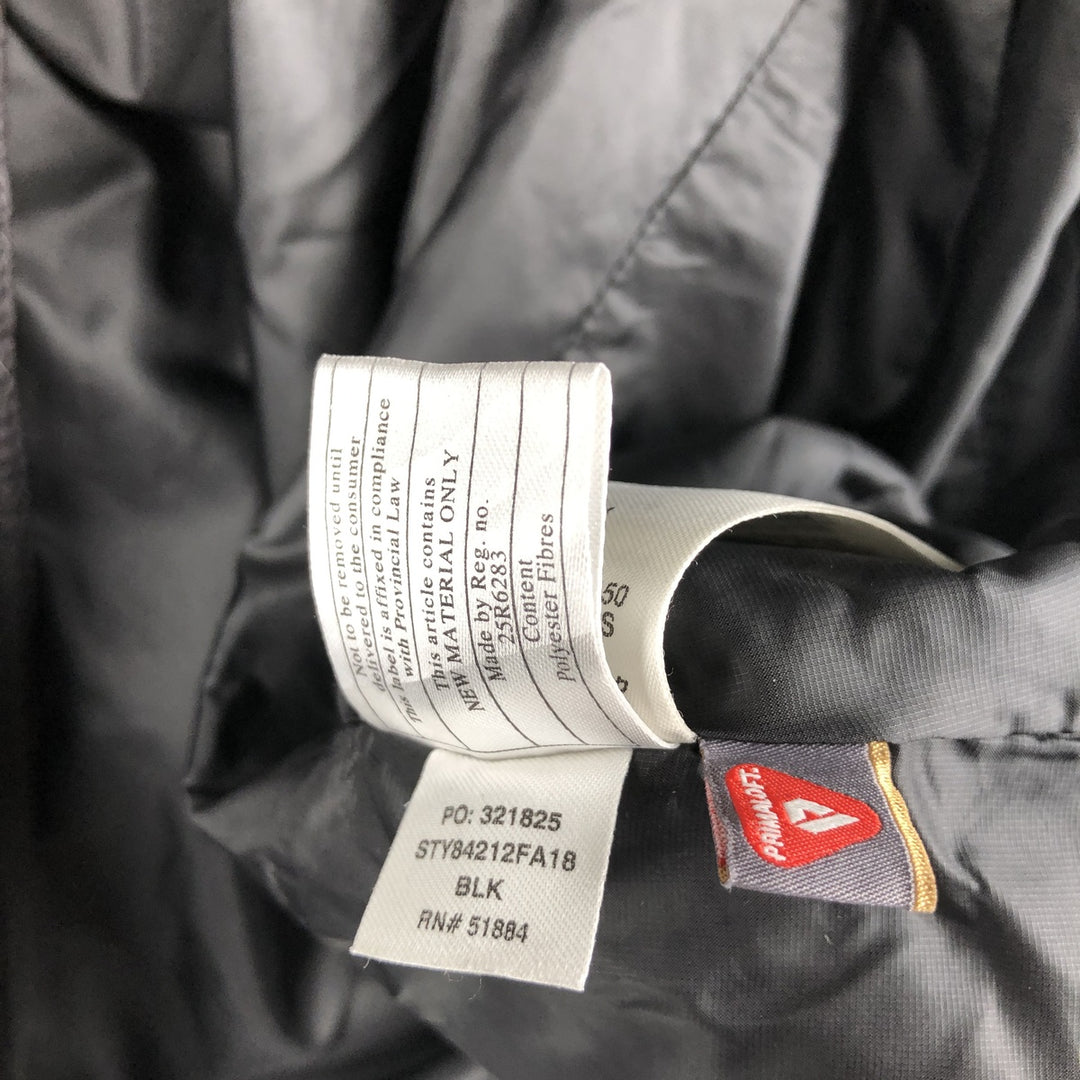 Not to be removed until
delivered to the consumer
This label is affixed in compliance
with Provincial Law
This article contains
NEW MATERIAL ONLY
Made by Reg. no.
25R6283
Content
Polyester Fibres
50
S
PO: 321825
STY84212FA18
BLK
RN# 51884
PRIMALOFT.